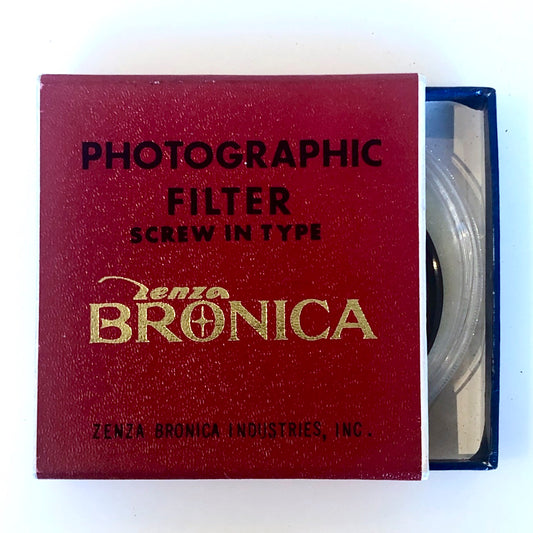 PHOTOGRAPHIC
FILTER
SCREW IN TYPE
Zenza
BRONICA
ZENZA BRONICA INDUSTRIES, INC.